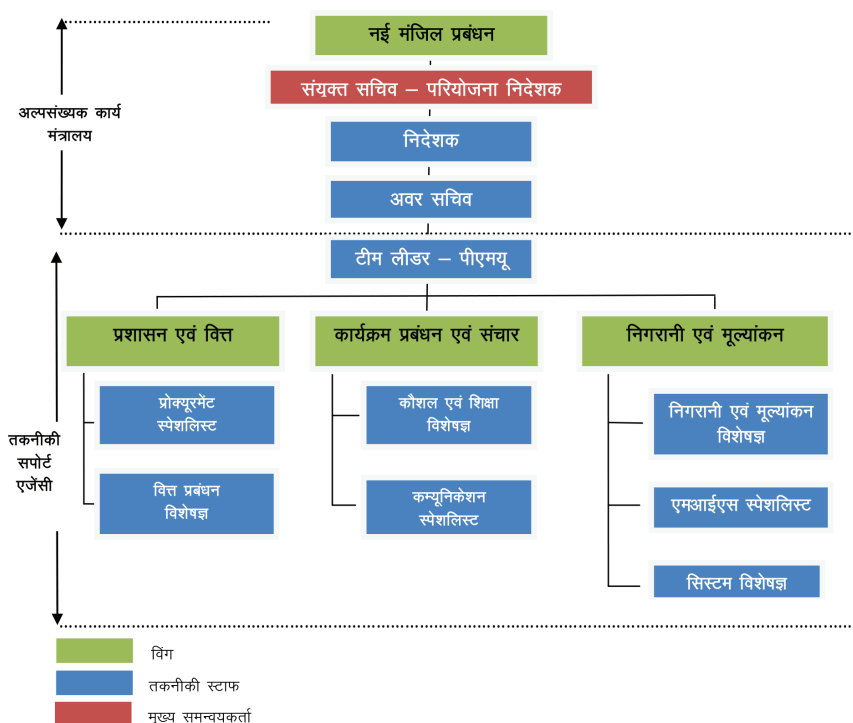 नई मंजिल प्रबंधन
संयुक्त सचिव – परियोजना निदेशक
अल्पसंख्यक कार्य
मंत्रालय
निदेशक
अवर सचिव
टीम लीडर – पीएमयू
प्रशासन एवं वित्त
कार्यक्रम प्रबंधन एवं संचार
निगरानी एवं मूल्यांकन
प्रोक्यूरमेंट
स्पेशलिस्ट
वित्त प्रबंधन
विशेषज्ञ
कौशल एवं शिक्षा
विशेषज्ञ
कम्यूनिकेशन
स्पेशलिस्ट
निगरानी एवं मूल्यांकन
विशेषज्ञ
एमआईएस स्पेशलिस्ट
सिस्टम विशेषज्ञ
तकनीकी
सपोर्ट
एजेंसी
विंग
तकनीकी स्टाफ
मुख्य समन्वयकर्ता